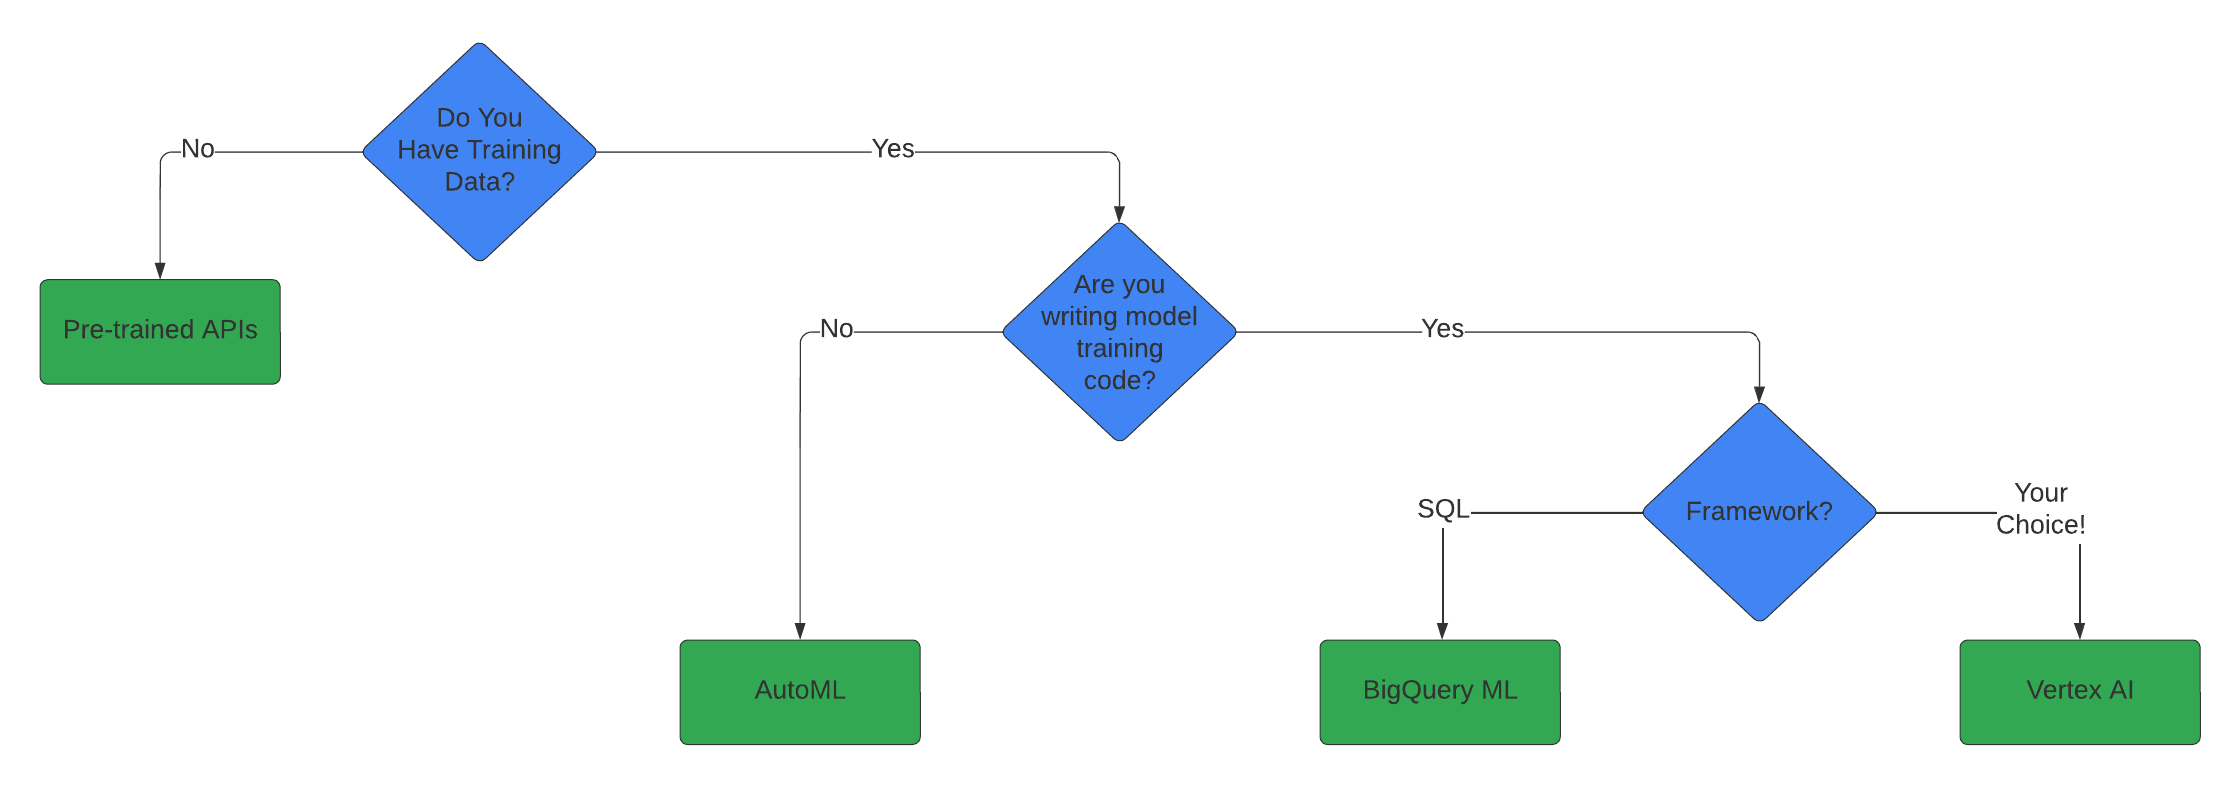 Do You
Have Training
Data?
No
Yes
Pre-trained APIs
Are you
writing model
training
code?
No
Yes
Framework?
SQL
Your
Choice!
AutoML
BigQuery ML
Vertex AI